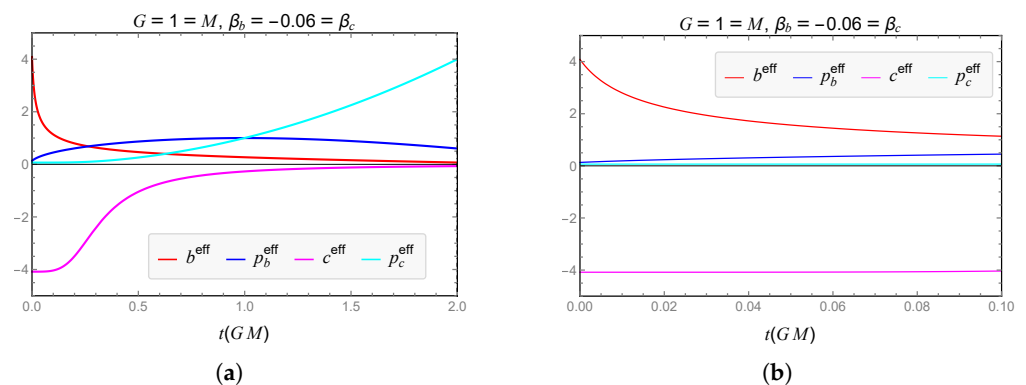 G = 1 = M, β_b = -0.06 = β_c
4
2
0
-2
-4
b^eff p_b^eff c^eff p_c^eff
0.0 0.5 1.0 1.5 2.0
t(G M)
(a)
G = 1 = M, β_b = -0.06 = β_c
b^eff p_b^eff c^eff p_c^eff
4
2
0
-2
-4
0.00 0.02 0.04 0.06 0.08 0.10
t(G M)
(b)